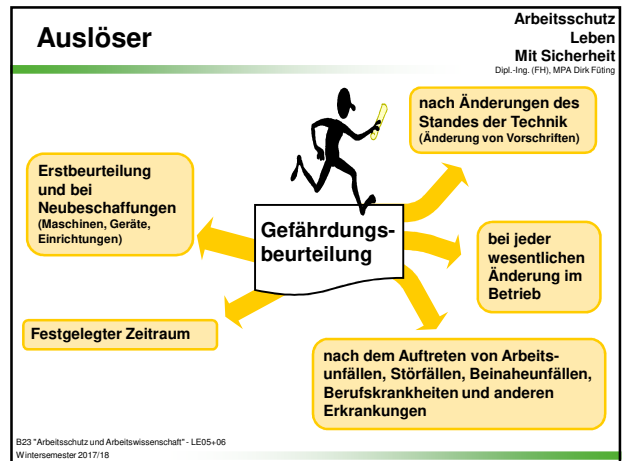 Auslöser
Arbeitsschutz
Leben
Mit Sicherheit
Dipl.-Ing. (FH), MPA Dirk Füting
nach Änderungen des
Standes der Technik
(Änderung von Vorschriften)
Erstbeurteilung
und bei
Neubeschaffungen
(Maschinen, Geräte,
Einrichtungen)
Gefährdungs-
beurteilung
bei jeder
wesentlichen
Änderung im
Betrieb
Festgelegter Zeitraum
nach dem Auftreten von Arbeits-
unfällen, Störfällen, Beinaheunfällen,
Berufskrankheiten und anderen
Erkrankungen
B23 "Arbeitsschutz und Arbeitswissenschaft" - LE05+06
Wintersemester 2017/18